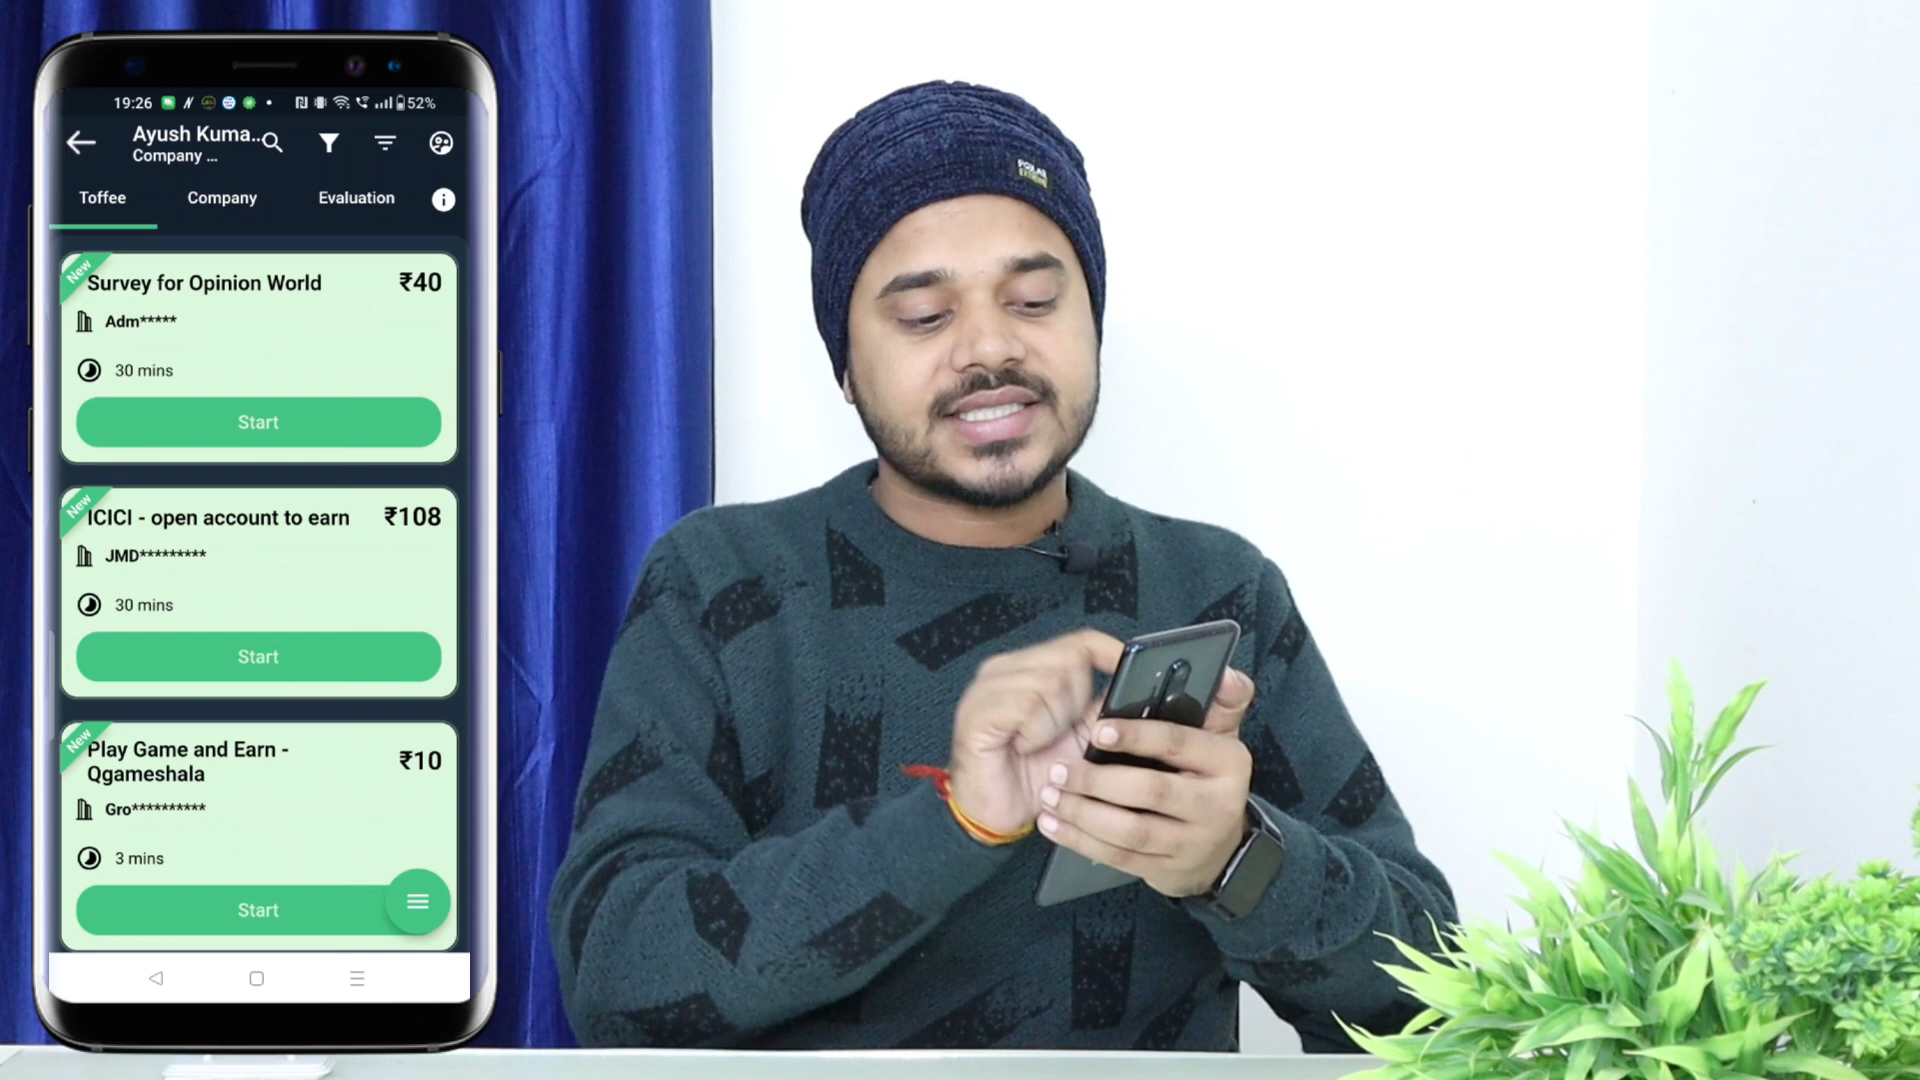 19:26
52%
Ayush Kuma..
Company ...
Toffee
Company
Evaluation
New
Survey for Opinion World
₹40
Adm*****
30 mins
Start
New
ICICI - open account to earn
₹108
JMD*********
30 mins
Start
New
Play Game and Earn -
Qgameshala
₹10
Gro**********
3 mins
Start
POLAR
EXTREME